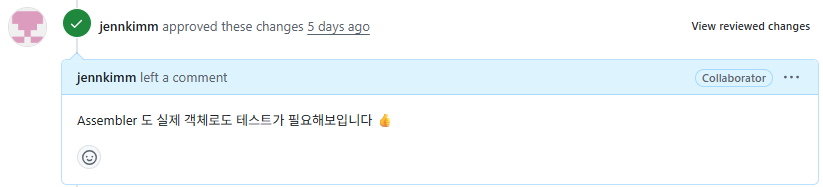 jennkimm approved these changes 5 days ago
View reviewed changes
jennkimm left a comment
Collaborator
Assembler 도 실제 객체로도 테스트가 필요해보입니다 👍